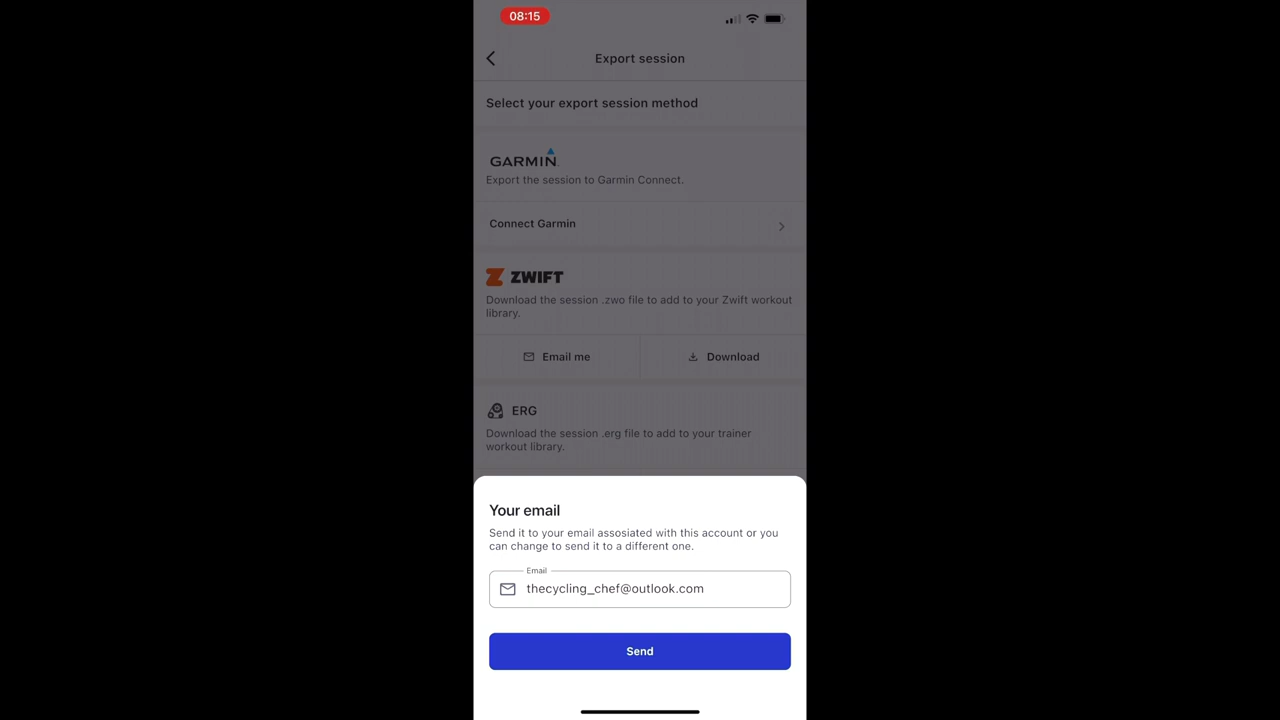 08:15
Export session
Select your export session method
GARMIN
Export the session to Garmin Connect.
Connect Garmin
ZWIFT
Download the session .zwo file to add to your Zwift workout
library.
Email me
Download
ERG
Download the session .erg file to add to your trainer
workout library.
Your email
Send it to your email assosiated with this account or you
can change to send it to a different one.
Email
thecycling_chef@outlook.com
Send